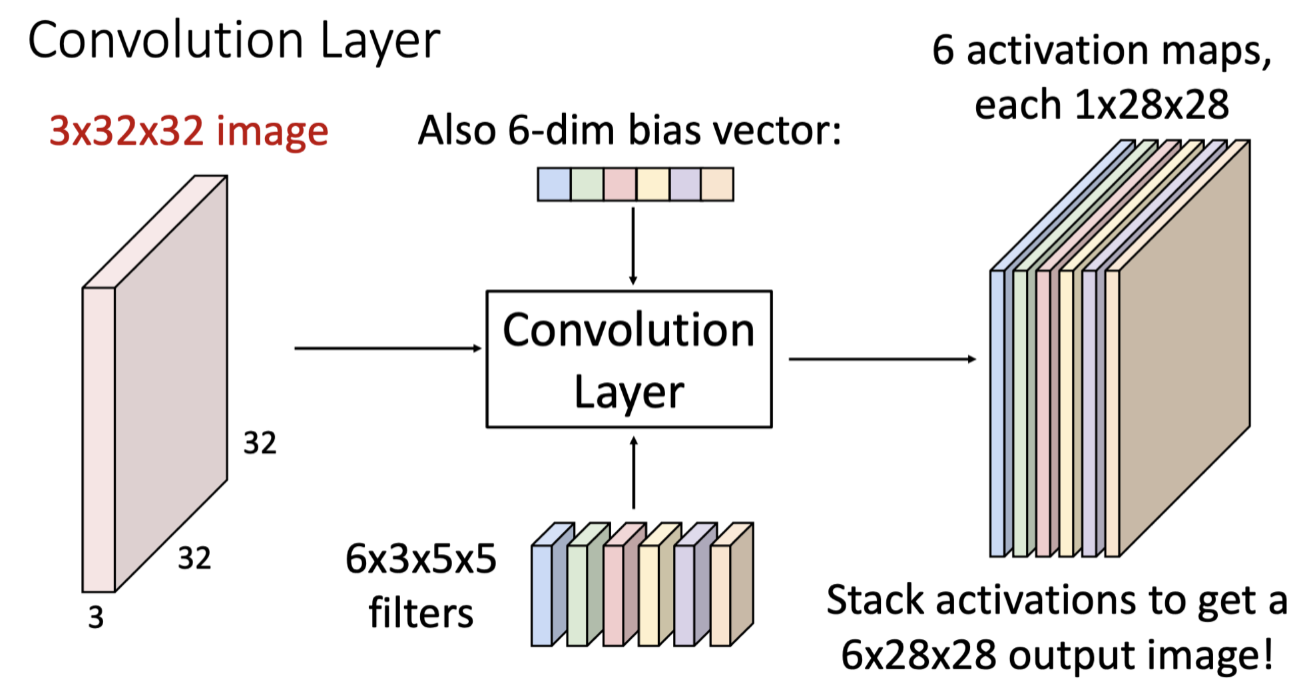 Convolution Layer
3x32x32 image
Also 6-dim bias vector:
6 activation maps,
each 1x28x28
Convolution
Layer
32
32
3
6x3x5x5
filters
Stack activations to get a
6x28x28 output image!